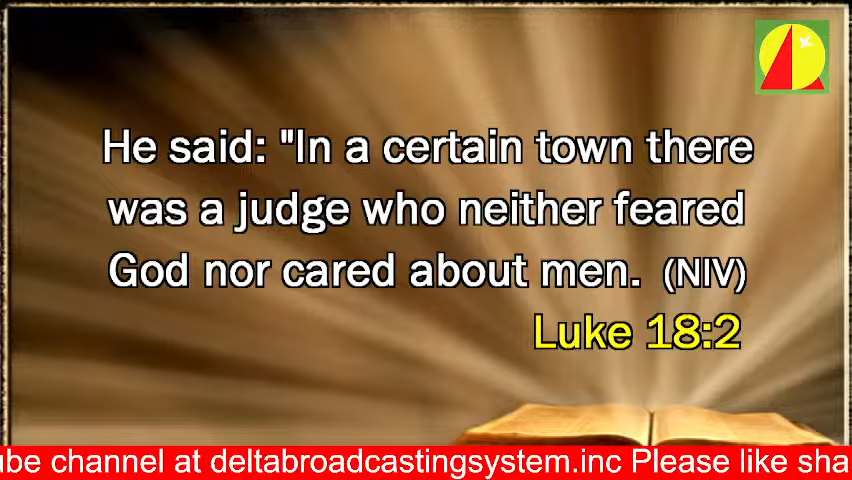 He said: "In a certain town there
was a judge who neither feared
God nor cared about men. (NIV)
Luke 18:2
channel at deltabroadcastingsystem.inc Please like